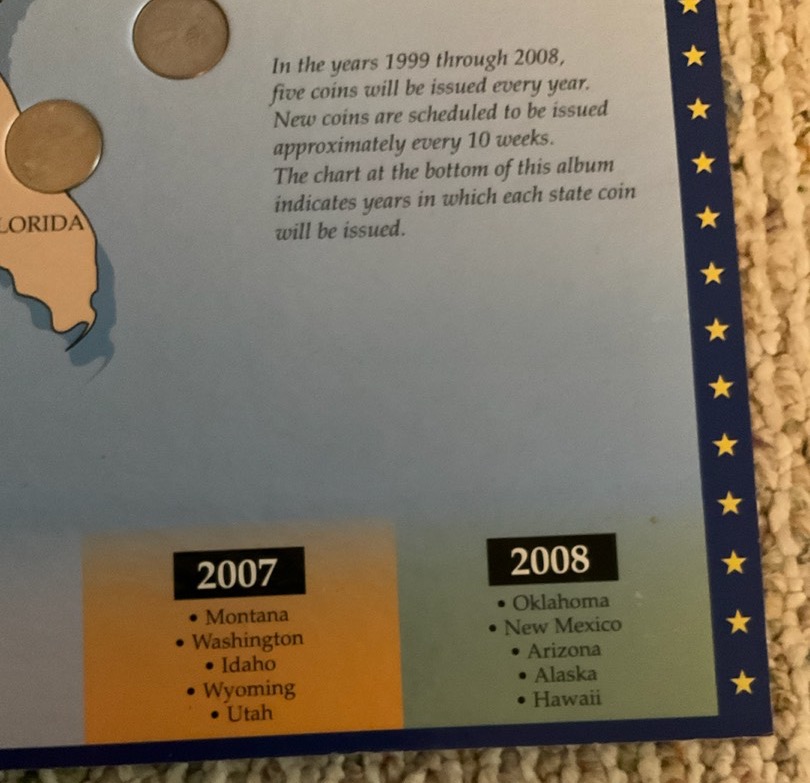 In the years 1999 through 2008,
five coins will be issued every year.
New coins are scheduled to be issued
approximately every 10 weeks.
The chart at the bottom of this album
indicates years in which each state coin
will be issued.
LORIDA
2007
• Montana
• Washington
• Idaho
• Wyoming
• Utah
2008
• Oklahoma
• New Mexico
• Arizona
• Alaska
• Hawaii